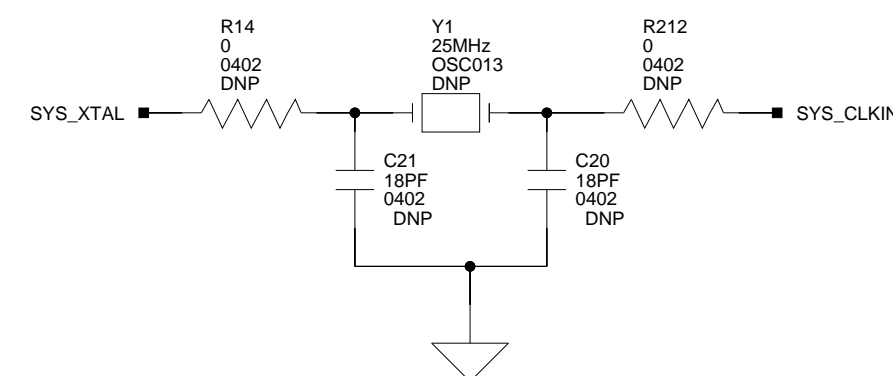 R14
0
0402
DNP
Y1
25MHz
OSC013
DNP
R212
0
0402
DNP
SYS_XTAL
SYS_CLKIN
C21
18PF
0402
DNP
C20
18PF
0402
DNP